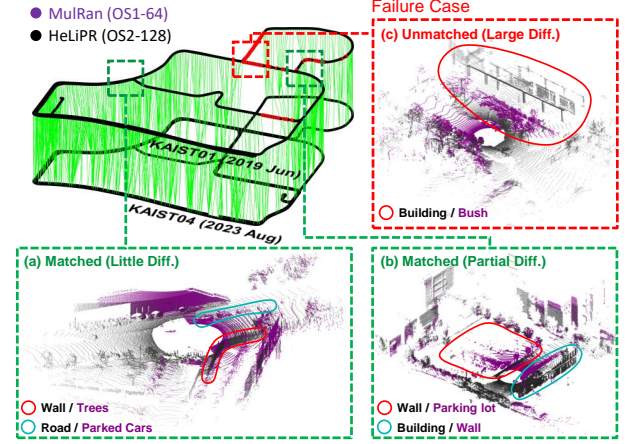 MulRan (OS1-64)
HeLiPR (OS2-128)
Failure Case
(c) Unmatched (Large Diff.)
Building / Bush
KAIST01 (2019 Jun)
KAIST04 (2023 Aug)
(a) Matched (Little Diff.)
Wall / Trees
Road / Parked Cars
(b) Matched (Partial Diff.)
Wall / Parking lot
Building / Wall